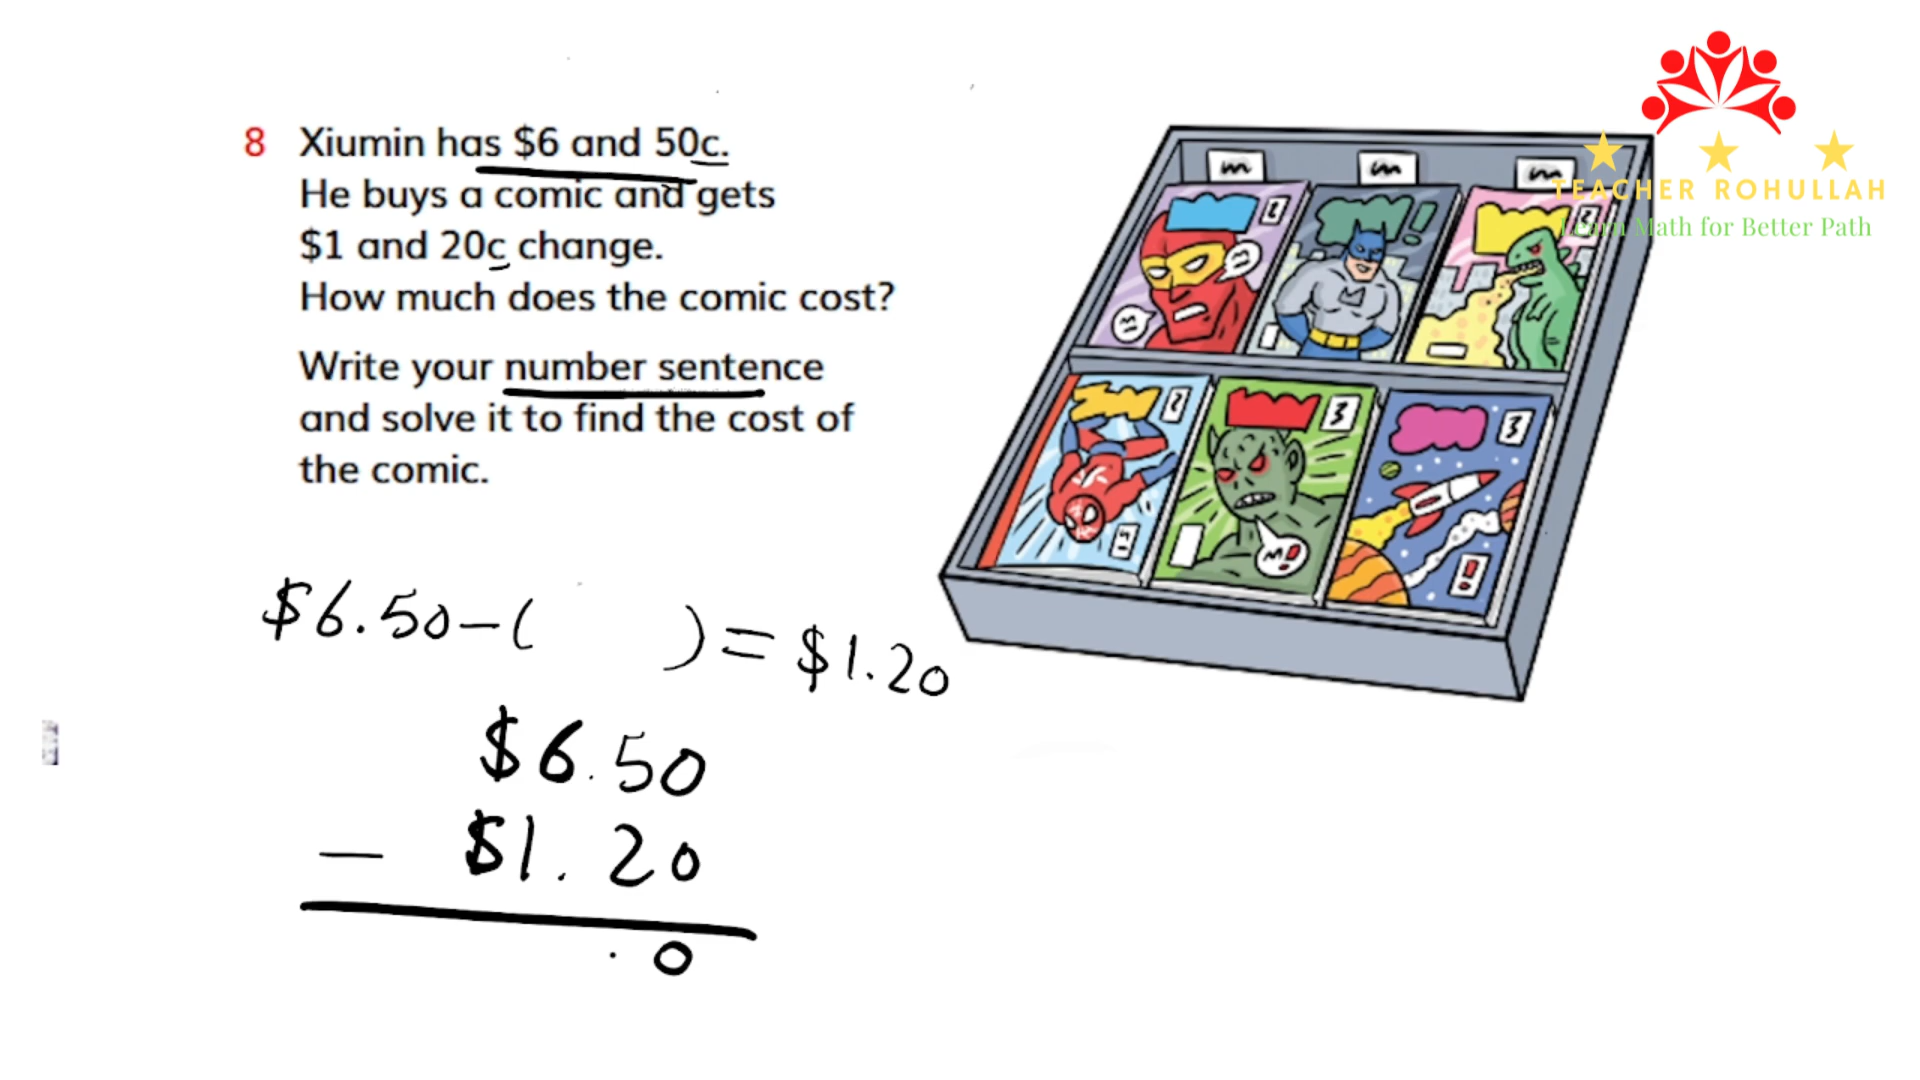 8 Xiumin has $6 and 50c.
He buys a comic and gets
$1 and 20c change.
How much does the comic cost?
Write your number sentence
and solve it to find the cost of
the comic.
$6.50-( ) = $1.20
$6.50
- $1.20
.0
TEACHER ROHULLAH
Learn Math for Better Path